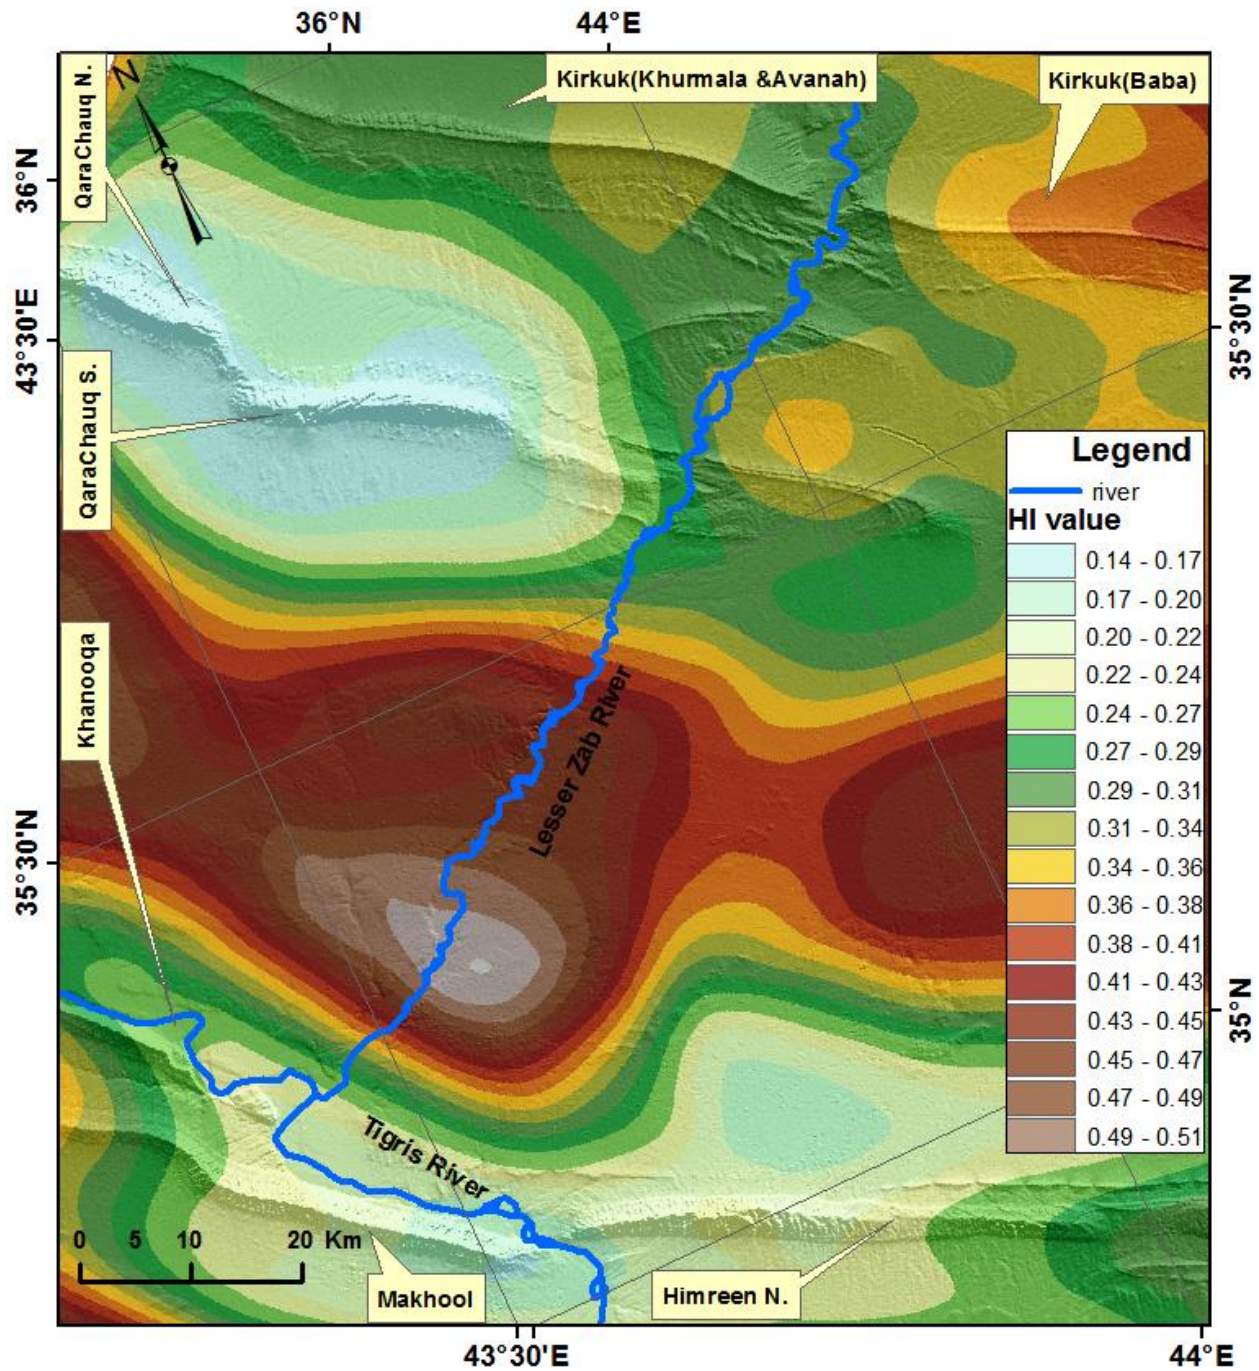 36°N
44°E
N
QaraChauq N.
Kirkuk(Khurmala &Avanah)
Kirkuk(Baba)
36°N
43°30'E
35°30'N
QaraChauq S.
Legend
river
HI value
0.14 - 0.17
0.17 - 0.20
0.20 - 0.22
0.22 - 0.24
0.24 - 0.27
0.27 - 0.29
0.29 - 0.31
0.31 - 0.34
0.34 - 0.36
0.36 - 0.38
0.38 - 0.41
0.41 - 0.43
0.43 - 0.45
0.45 - 0.47
0.47 - 0.49
0.49 - 0.51
Khanooqa
Lesser Zab River
35°30'N
35°N
Tigris River
0 5 10 20 Km
Makhool
Himreen N.
43°30'E
44°E